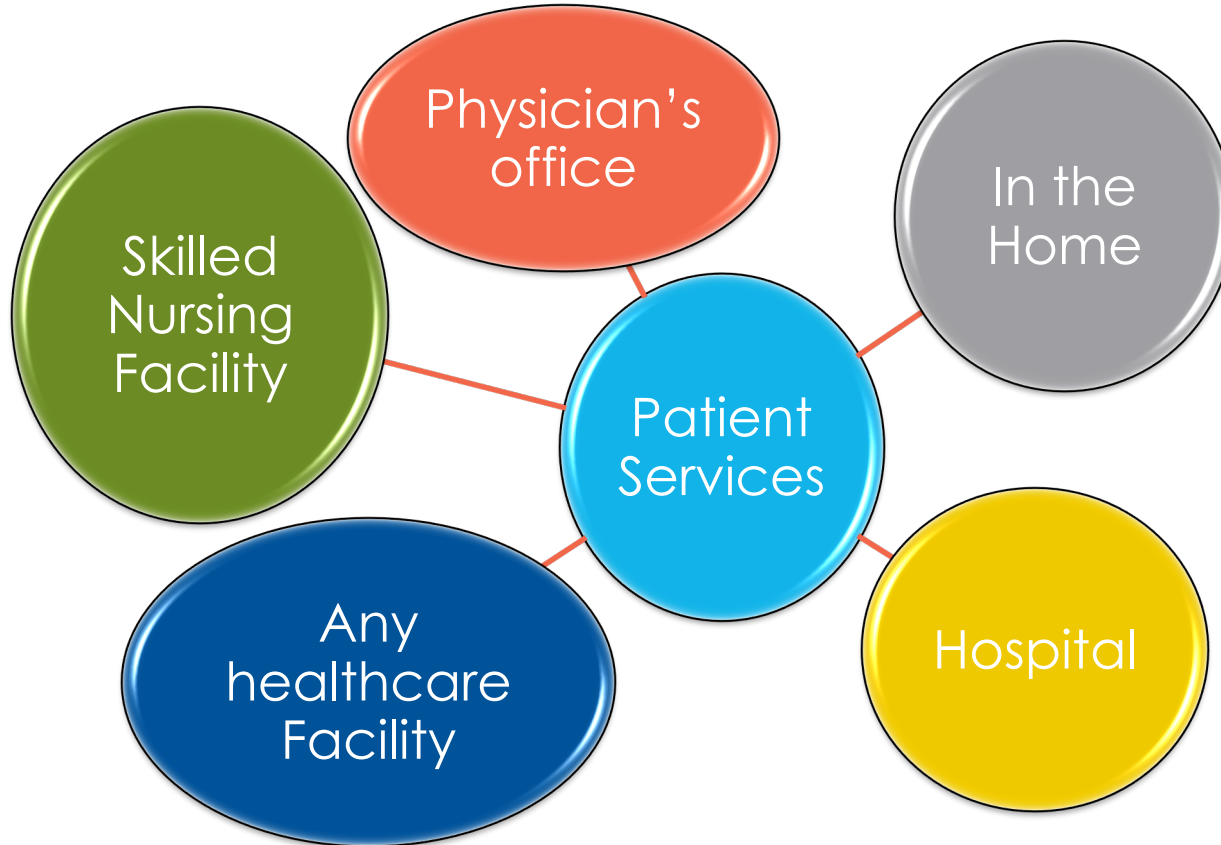 Physician’s
office
In the
Home
Skilled
Nursing
Facility
Patient
Services
Any
healthcare
Facility
Hospital